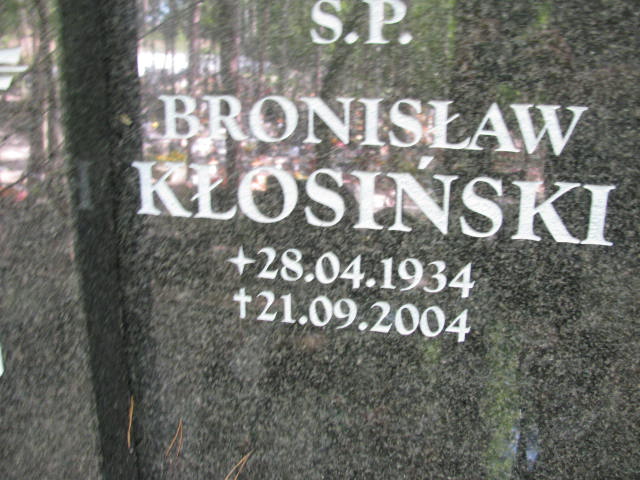 S.P.
BRONISŁAW
KŁOSIŃSKI
+28.04.1934
†21.09.2004